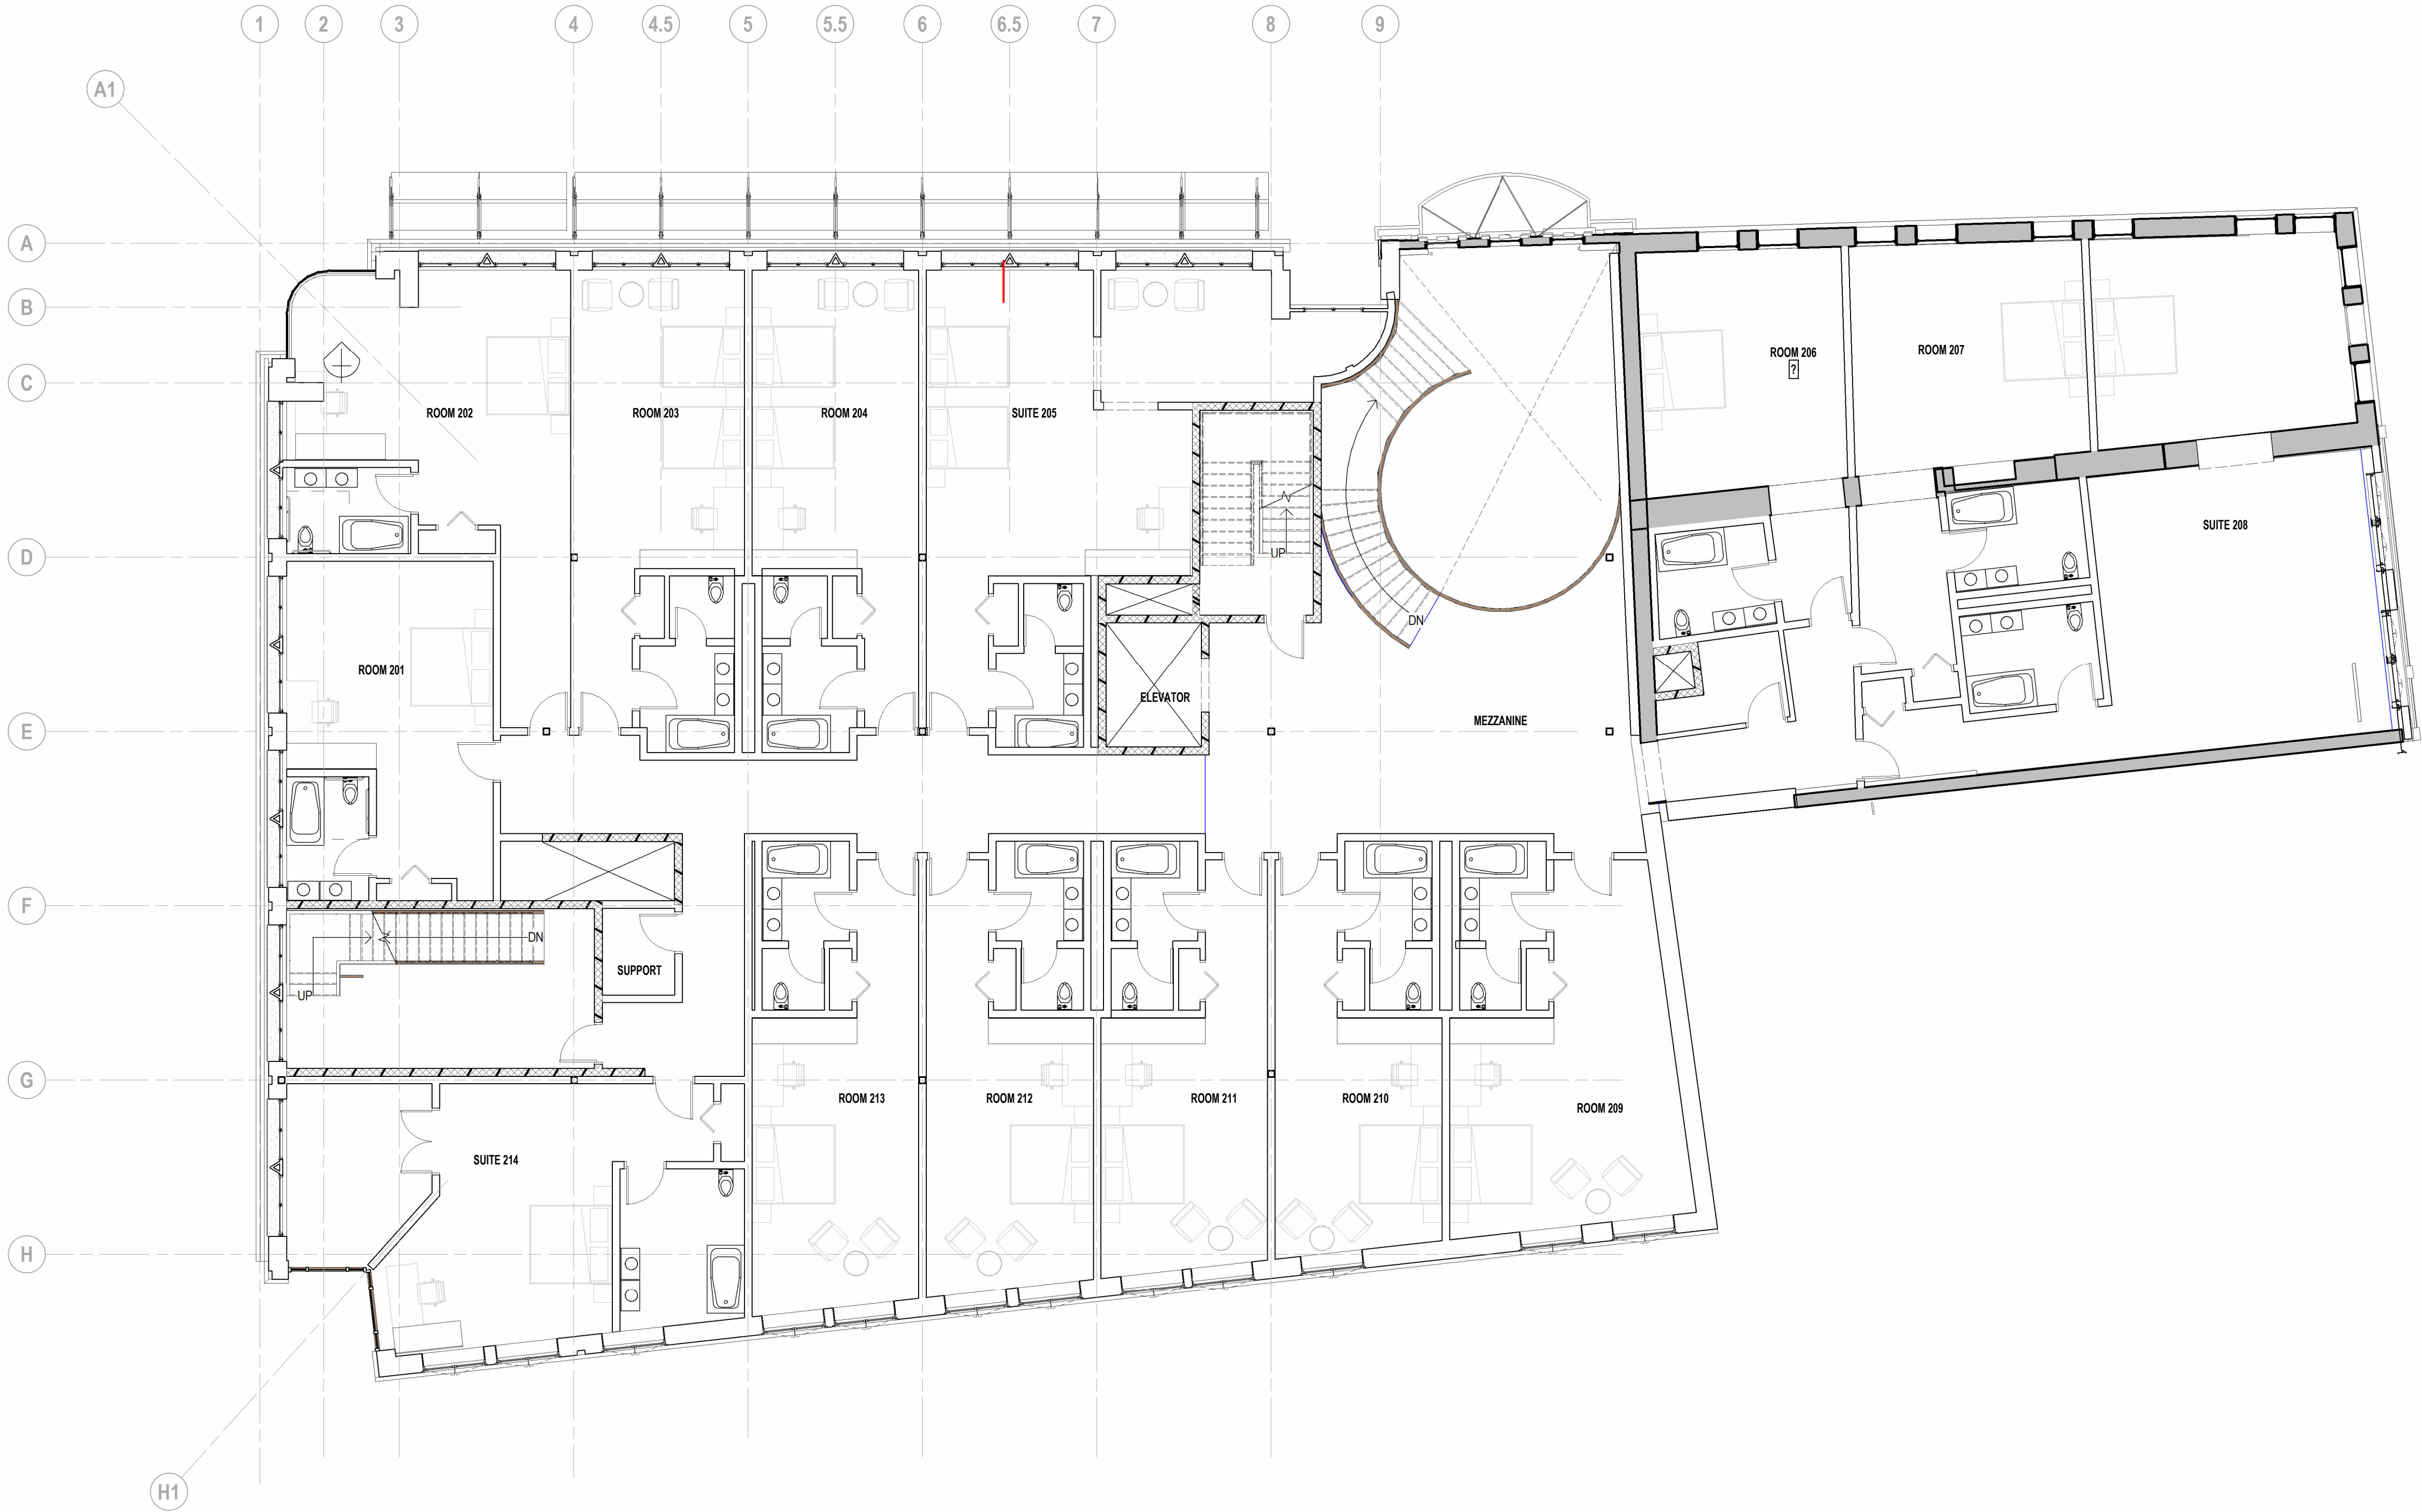 1
2
3
4
4.5
5
5.5
6
6.5
7
8
9
A1
A
B
C
D
E
F
G
H
H1
ROOM 202
ROOM 203
ROOM 204
SUITE 205
ROOM 206
?
ROOM 207
SUITE 208
UP
DN
ROOM 201
ELEVATOR
MEZZANINE
DN
UP
SUPPORT
ROOM 213
ROOM 212
ROOM 211
ROOM 210
ROOM 209
SUITE 214